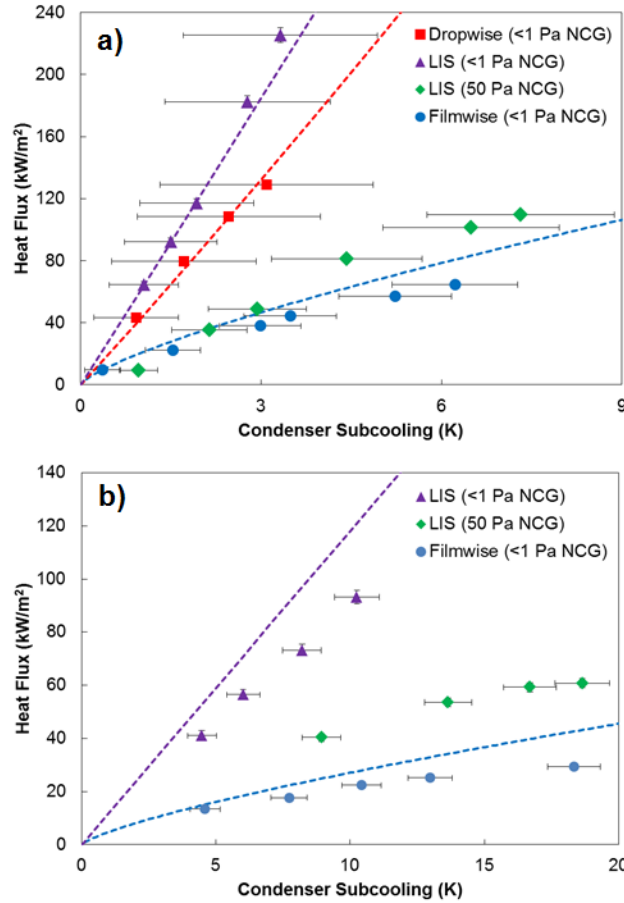 a)
Dropwise (<1 Pa NCG)
LIS (<1 Pa NCG)
LIS (50 Pa NCG)
Filmwise (<1 Pa NCG)
Heat Flux (kW/m²)
240
200
160
120
80
40
0
0 3 6 9
Condenser Subcooling (K)
b)
LIS (<1 Pa NCG)
LIS (50 Pa NCG)
Filmwise (<1 Pa NCG)
Heat Flux (kW/m²)
140
120
100
80
60
40
20
0
0 5 10 15 20
Condenser Subcooling (K)